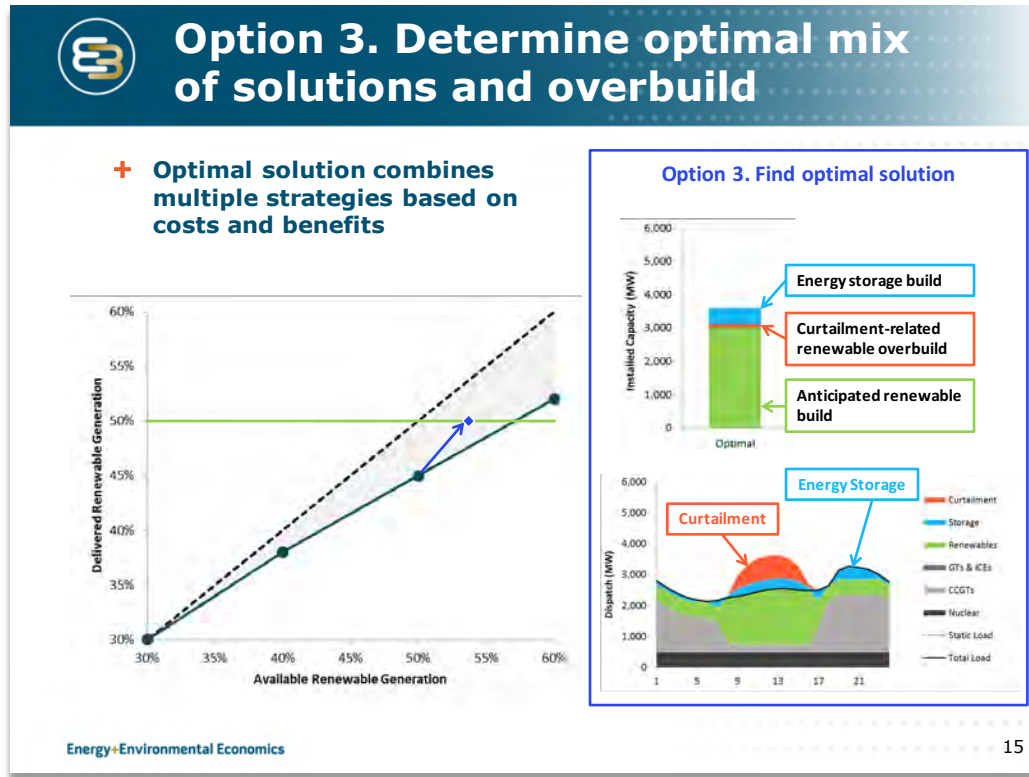 Option 3. Determine optimal mix
of solutions and overbuild
+ Optimal solution combines
multiple strategies based on
costs and benefits
60%
55%
50%
45%
40%
35%
30%
Delivered Renewable Generation
30% 35% 40% 45% 50% 55% 60%
Available Renewable Generation
Option 3. Find optimal solution
6,000
5,000
4,000
3,000
2,000
1,000
0
Installed Capacity (MW)
Optimal
Energy storage build
Curtailment-related
renewable overbuild
Anticipated renewable
build
6,000
5,000
4,000
3,000
2,000
1,000
0
Dispatch (MW)
1 5 9 13 17 21
Curtailment
Energy Storage
Curtailment
Storage
Renewables
GTs & ICEs
CCGTs
Nuclear
Static Load
Total Load
Energy+Environmental Economics
15